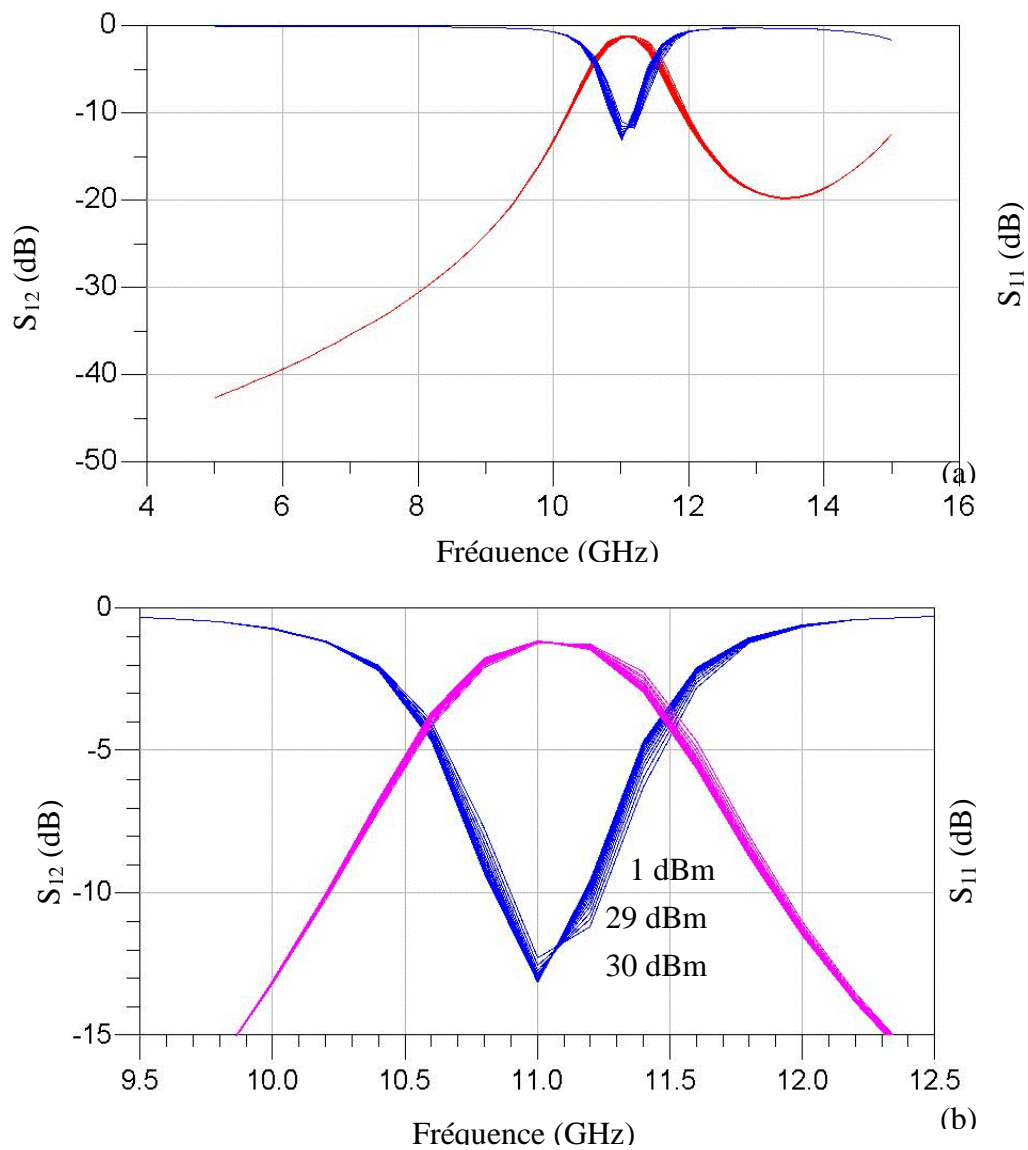 0
-10
-20
-30
-40
-50
S12 (dB)
S11 (dB)
(a)
4 6 8 10 12 14 16
Fréquence (GHz)
0
-5
-10
-15
S12 (dB)
S11 (dB)
1 dBm
29 dBm
30 dBm
9.5 10.0 10.5 11.0 11.5 12.0 12.5
(b)
Fréquence (GHz)